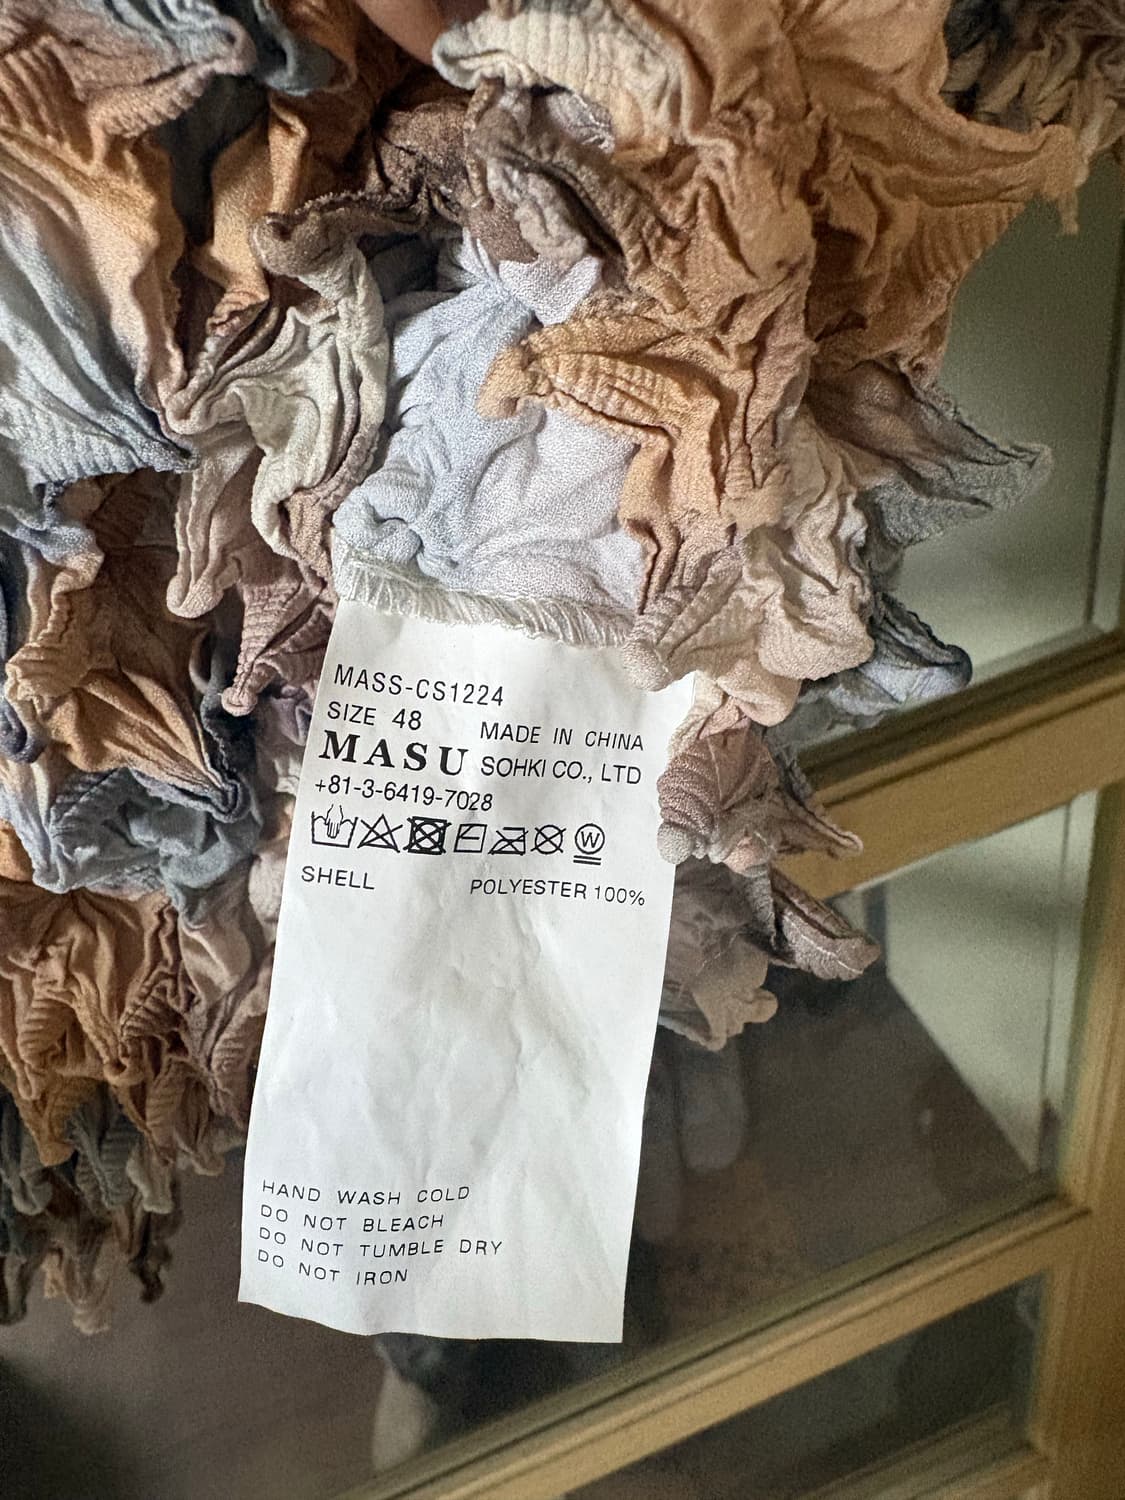 MASS-CS1224
SIZE 48 MADE IN CHINA
MASU SOHKI CO., LTD
+81-3-6419-7028
W
SHELL POLYESTER 100%
HAND WASH COLD
DO NOT BLEACH
DO NOT TUMBLE DRY
DO NOT IRON